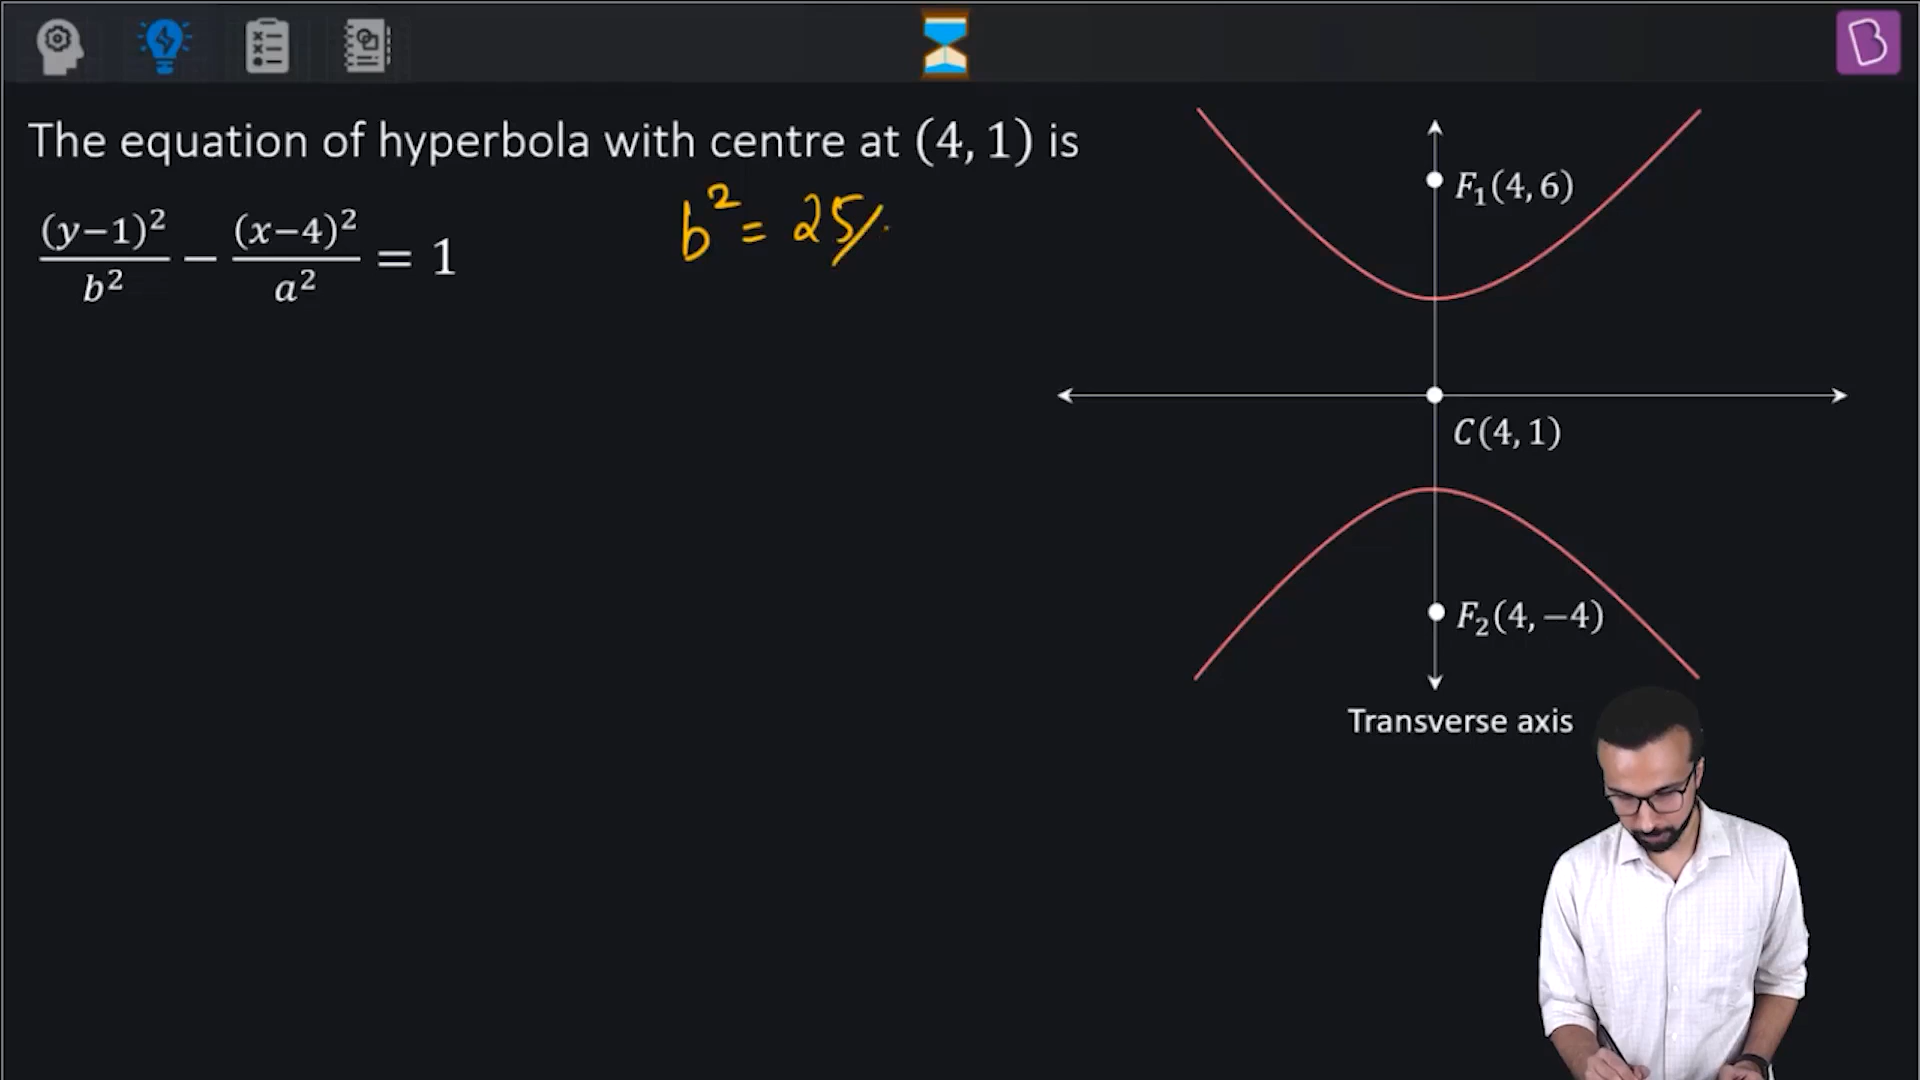 The equation of hyperbola with centre at (4, 1) is
(y−1)²/b² − (x−4)²/a² = 1
b² = 25/
F₁(4, 6)
C(4, 1)
F₂(4, −4)
Transverse axis